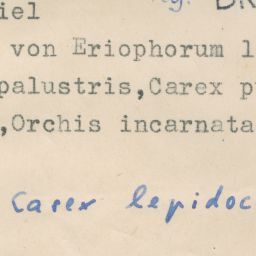 iel
von Eriophorum l
palustris,Carex p
,Orchis incarnata
Carex lepidoc